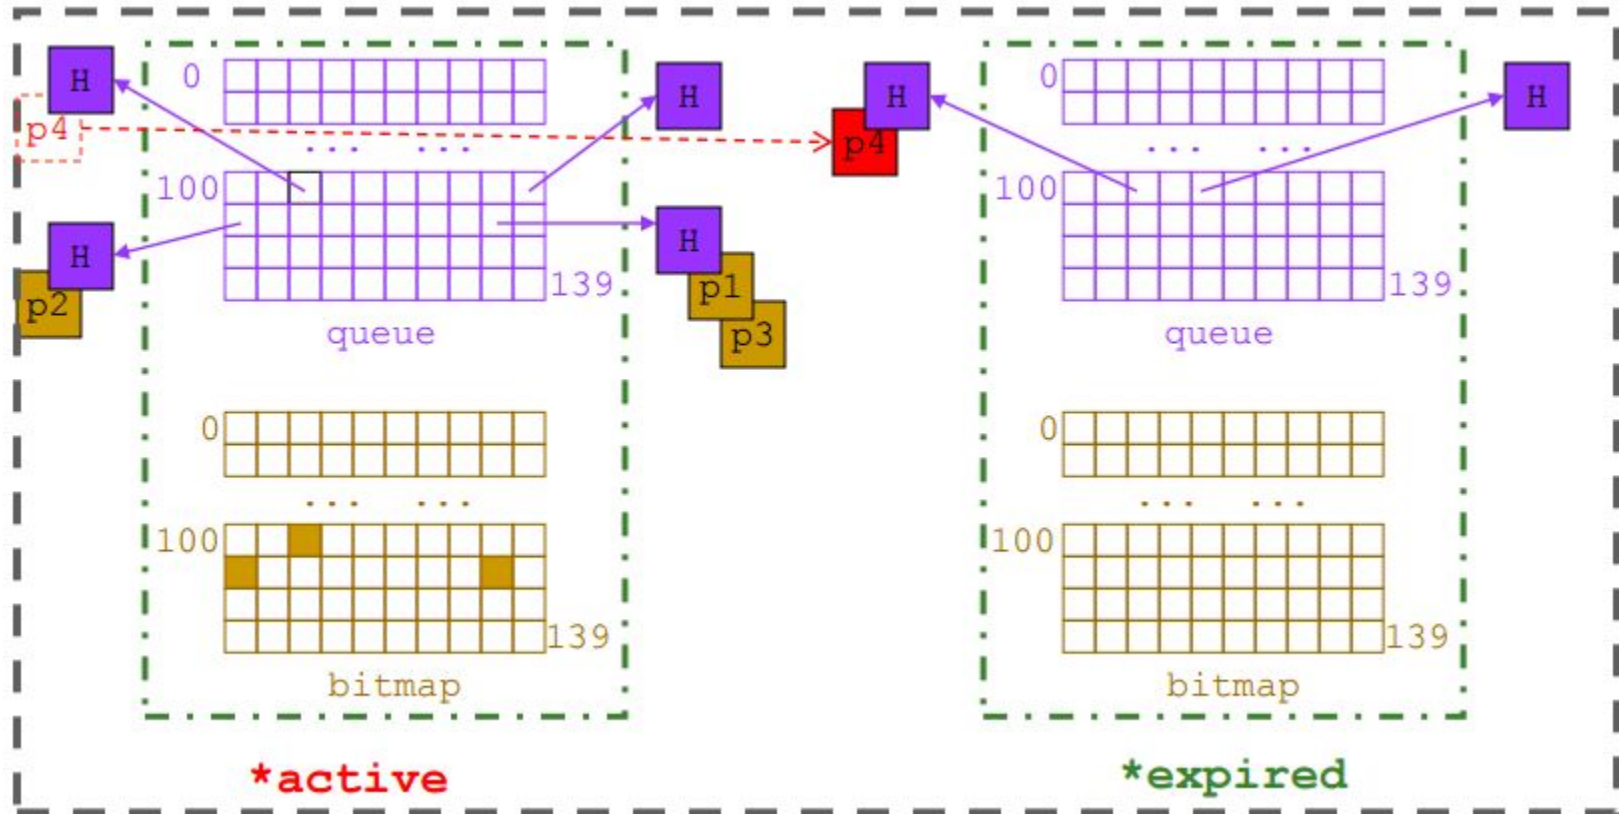 H
0
H
H
0
H
p4
... ...
p4
... ...
100
100
H
H
p2
p1
139
139
p3
queue
queue
0
0
... ...
... ...
100
100
139
139
bitmap
bitmap
*active
*expired